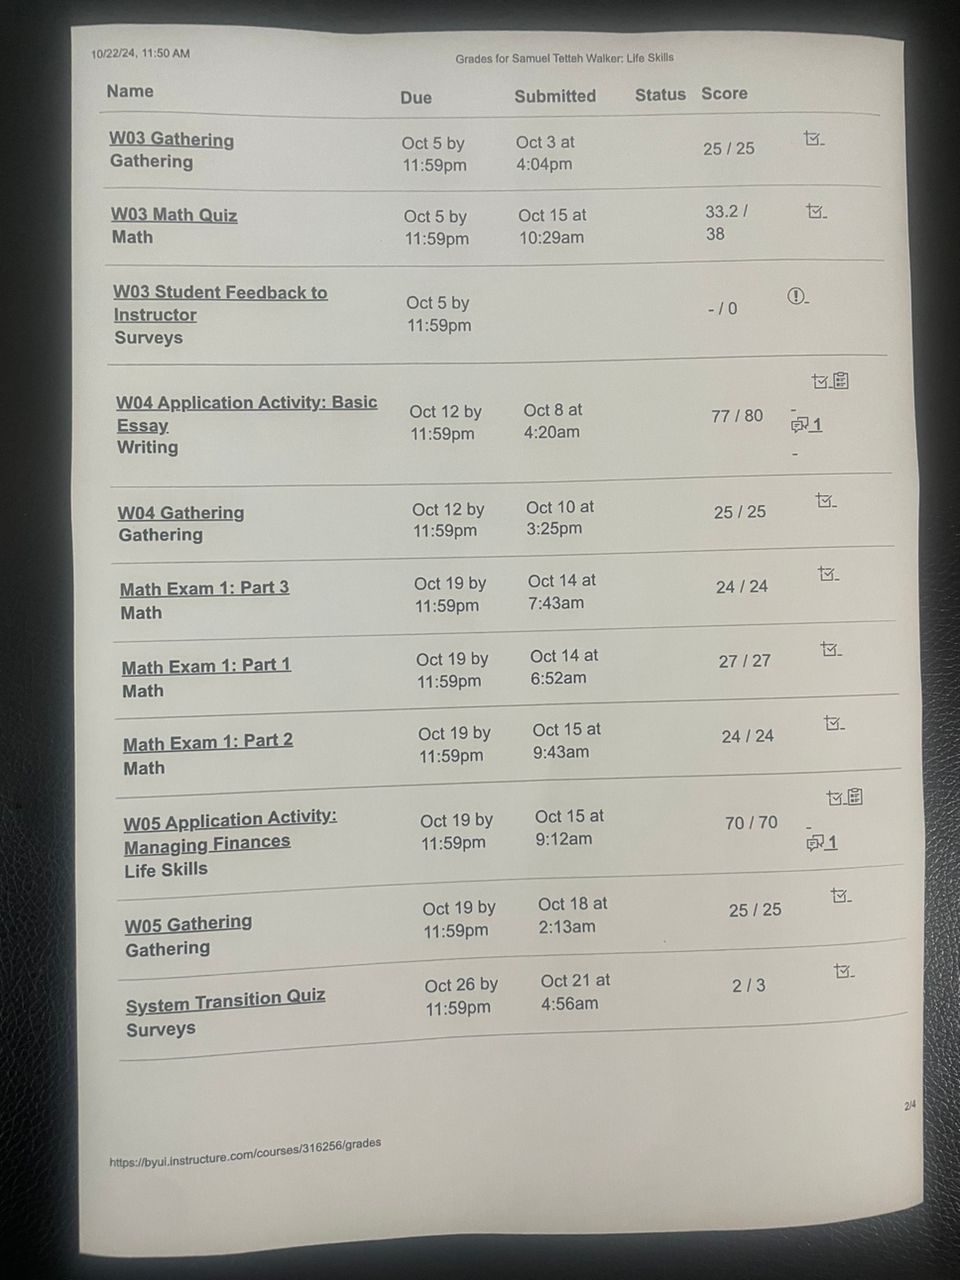 10/22/24, 11:50 AM
Grades for Samuel Tetteh Walker: Life Skills
Name Due Submitted Status Score
W03 Gathering
Gathering
Oct 5 by
11:59pm
Oct 3 at
4:04pm
25 / 25
W03 Math Quiz
Math
Oct 5 by
11:59pm
Oct 15 at
10:29am
33.2 /
38
W03 Student Feedback to
Instructor
Surveys
Oct 5 by
11:59pm
- / 0
W04 Application Activity: Basic
Essay
Writing
Oct 12 by
11:59pm
Oct 8 at
4:20am
77 / 80
1
W04 Gathering
Gathering
Oct 12 by
11:59pm
Oct 10 at
3:25pm
25 / 25
Math Exam 1: Part 3
Math
Oct 19 by
11:59pm
Oct 14 at
7:43am
24 / 24
Math Exam 1: Part 1
Math
Oct 19 by
11:59pm
Oct 14 at
6:52am
27 / 27
Math Exam 1: Part 2
Math
Oct 19 by
11:59pm
Oct 15 at
9:43am
24 / 24
W05 Application Activity:
Managing Finances
Life Skills
Oct 19 by
11:59pm
Oct 15 at
9:12am
70 / 70
1
W05 Gathering
Gathering
Oct 19 by
11:59pm
Oct 18 at
2:13am
25 / 25
System Transition Quiz
Surveys
Oct 26 by
11:59pm
Oct 21 at
4:56am
2 / 3
2/4
https://byui.instructure.com/courses/316256/grades